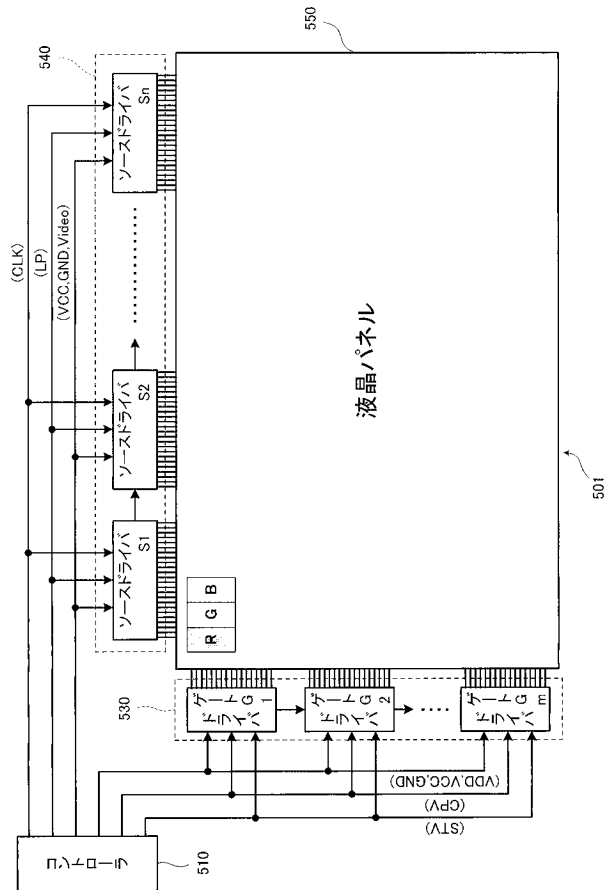 コントローラ
510
(CLK)
(LP)
(VCC,GND,Video)
540
ソースドライバ
S1
ソースドライバ
S2
ソースドライバ
Sn
550
530
ゲート
ドライバ
G1
ゲート
ドライバ
G2
ゲート
ドライバ
Gm
(VDD,VCC,GND)
(CPV)
(STV)
R G B
液晶パネル
501